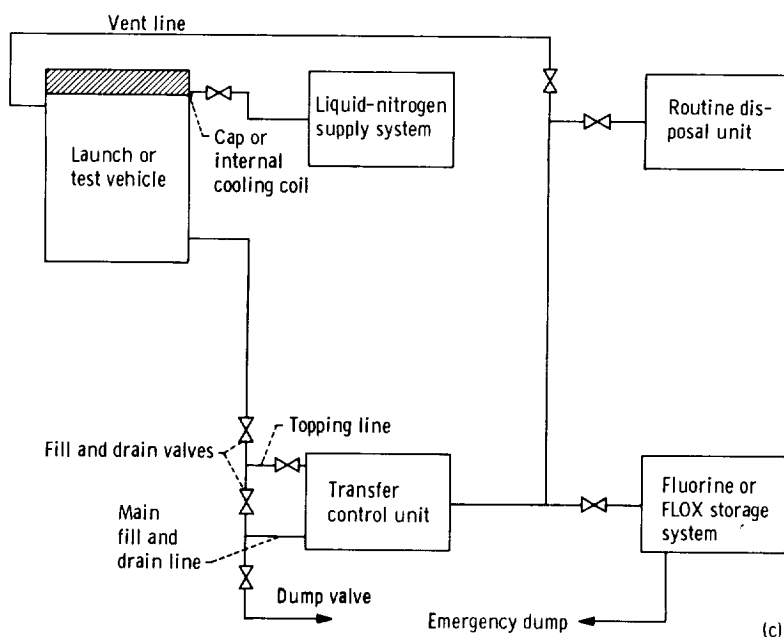 Vent line
Liquid-nitrogen
supply system
Routine dis-
posal unit
Cap or
internal
cooling coil
Launch or
test vehicle
Topping line
Fill and drain valves
Transfer
control unit
Fluorine or
FLOX storage
system
Main
fill and
drain line
Dump valve
Emergency dump
(c)